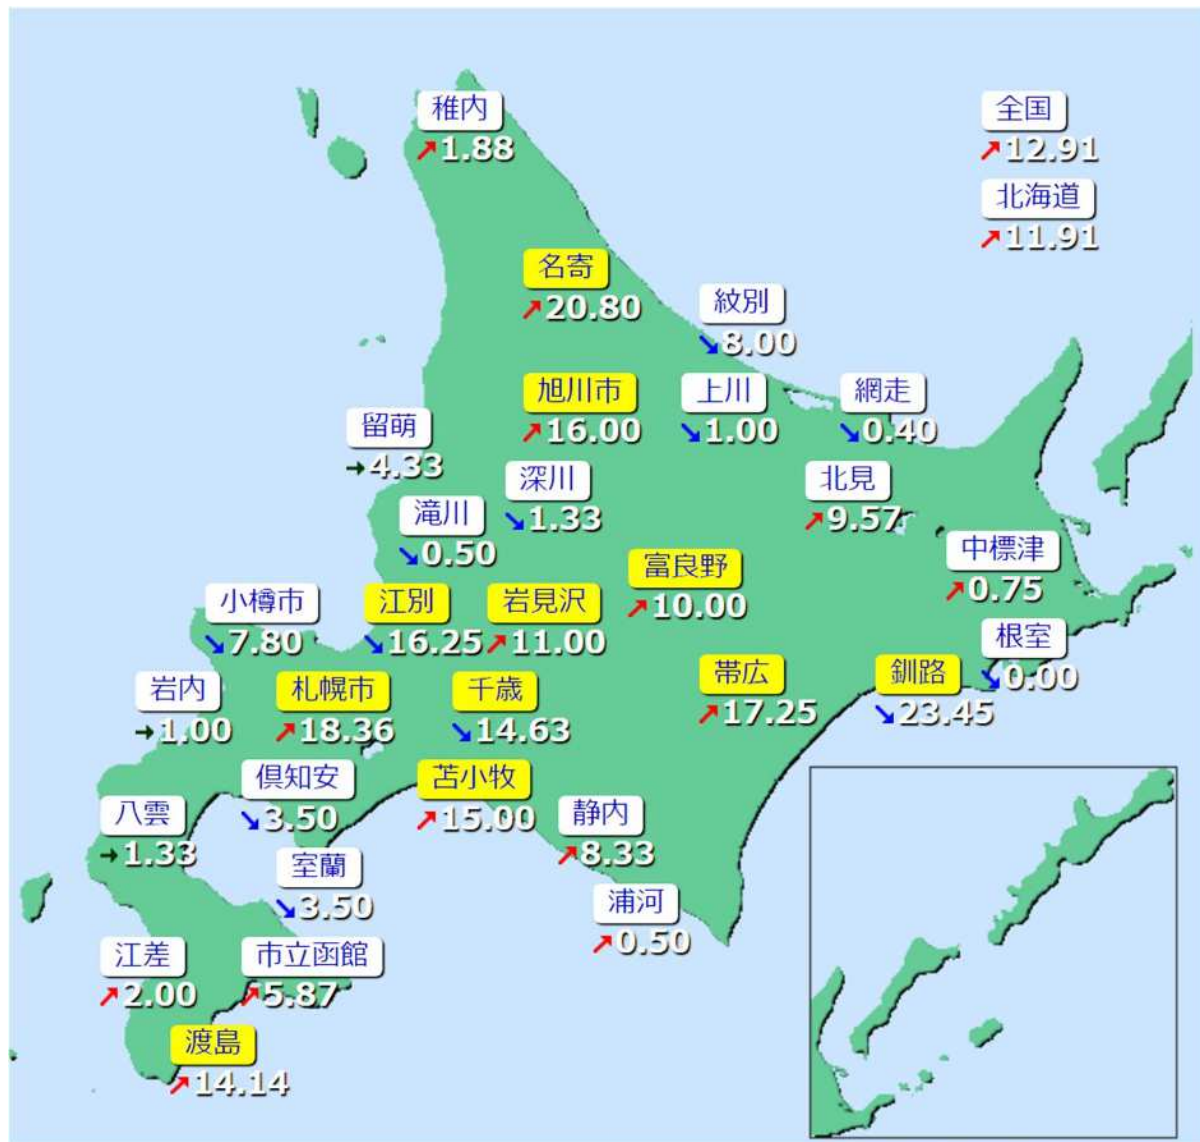 稚内
↗1.88
全国
↗12.91
北海道
↗11.91
名寄
↗20.80
紋別
↘8.00
旭川市
↗16.00
上川
↘1.00
網走
↘0.40
留萌
→4.33
深川
↘1.33
北見
↗9.57
滝川
↘0.50
中標津
↗0.75
富良野
↗10.00
小樽市
↘7.80
江別
↘16.25
岩見沢
↗11.00
根室
↘0.00
岩内
→1.00
札幌市
↗18.36
千歳
↘14.63
帯広
↗17.25
釧路
↘23.45
倶知安
↘3.50
苫小牧
↗15.00
八雲
→1.33
静内
↗8.33
室蘭
↘3.50
浦河
↗0.50
江差
↗2.00
市立函館
↗5.87
渡島
↗14.14